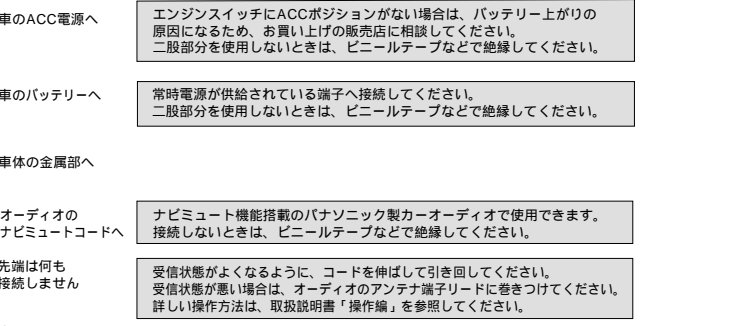 車のACC電源へ
エンジンスイッチにACCポジションがない場合は、バッテリー上がりの
原因になるため、お買い上げの販売店に相談してください。
二股部分を使用しないときは、ビニールテープなどで絶縁してください。
車のバッテリーへ
常時電源が供給されている端子へ接続してください。
二股部分を使用しないときは、ビニールテープなどで絶縁してください。
車体の金属部へ
オーディオの
ナビミュートコードへ
ナビミュート機能搭載のパナソニック製カーオーディオで使用できます。
接続しないときは、ビニールテープなどで絶縁してください。
先端は何も
接続しません
受信状態がよくなるように、コードを伸ばして引き回してください。
受信状態が悪い場合は、オーディオのアンテナ端子リードに巻きつけてください。
詳しい操作方法は、取扱説明書「操作編」を参照してください。